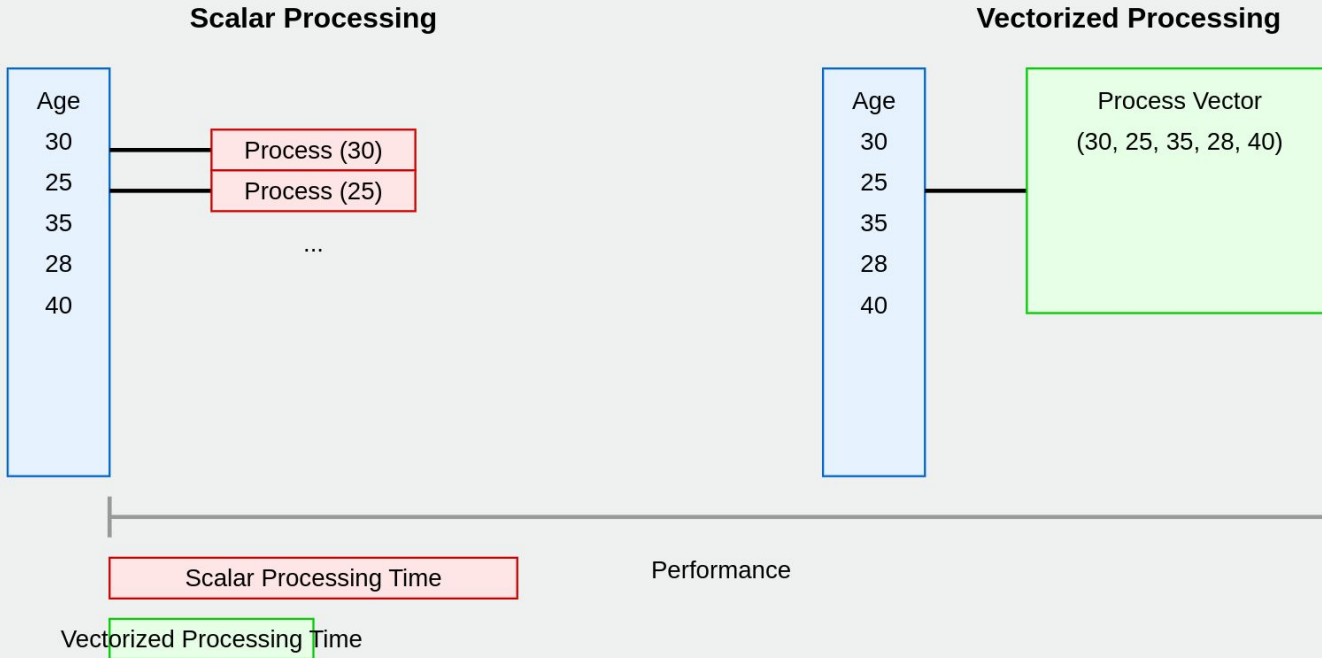 Scalar Processing
Age
30
25
35
28
40
Process (30)
Process (25)
...
Vectorized Processing
Age
30
25
35
28
40
Process Vector
(30, 25, 35, 28, 40)
Performance
Scalar Processing Time
Vectorized Processing Time